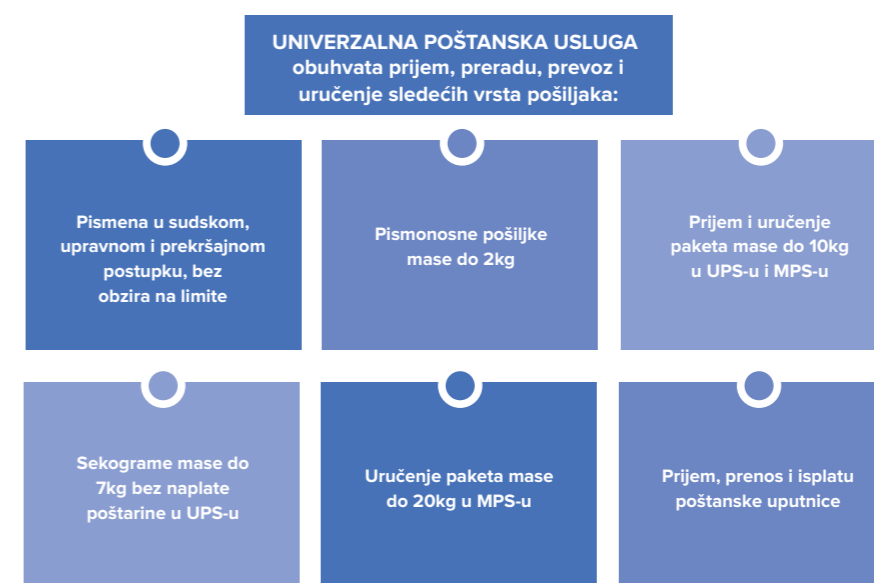 UNIVERZALNA POŠTANSKA USLUGA
obuhvata prijem, preradu, prevoz i
uručenje sledećih vrsta pošiljaka:
Pismena u sudskom,
upravnom i prekršajnom
postupku, bez
obzira na limite
Pismonosne pošiljke
mase do 2kg
Prijem i uručenje
paketa mase do 10kg
u UPS-u i MPS-u
Sekograme mase do
7kg bez naplate
poštarine u UPS-u
Uručenje paketa mase
do 20kg u MPS-u
Prijem, prenos i isplatu
poštanske uputnice